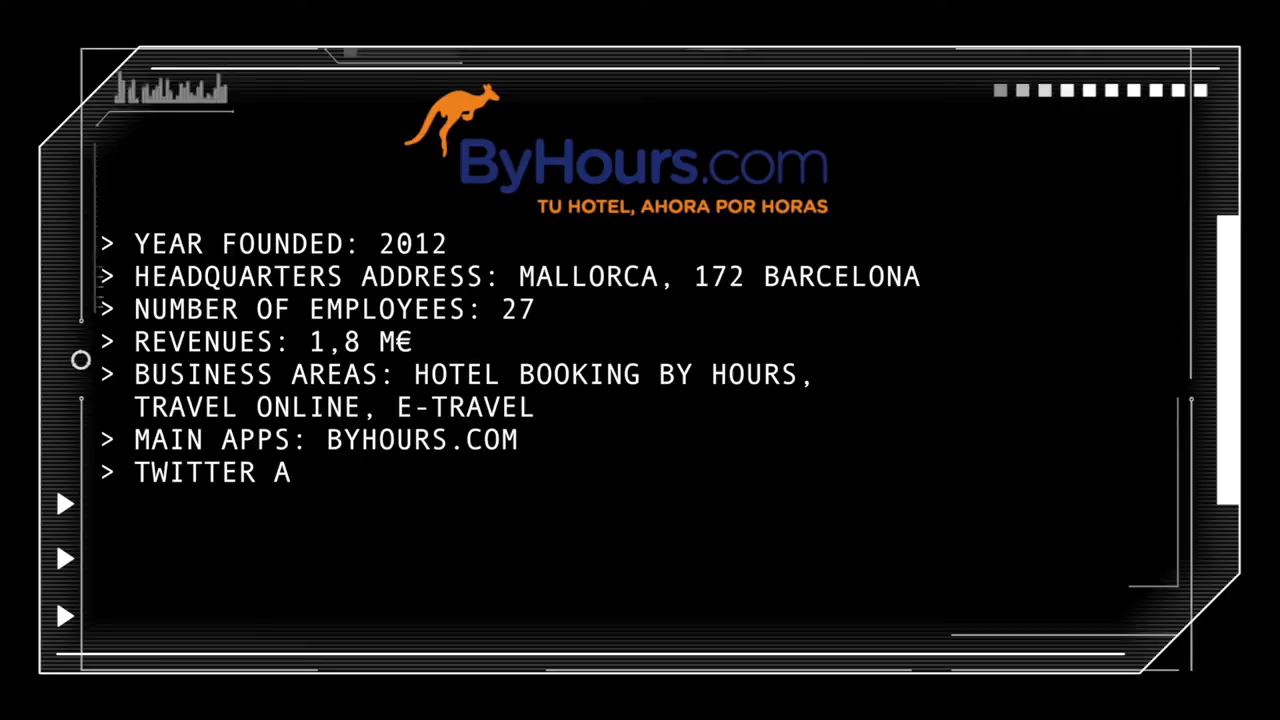 ByHours.com
TU HOTEL, AHORA POR HORAS
> YEAR FOUNDED: 2012
> HEADQUARTERS ADDRESS: MALLORCA, 172 BARCELONA
> NUMBER OF EMPLOYEES: 27
> REVENUES: 1,8 M€
> BUSINESS AREAS: HOTEL BOOKING BY HOURS,
TRAVEL ONLINE, E-TRAVEL
> MAIN APPS: BYHOURS.COM
> TWITTER A